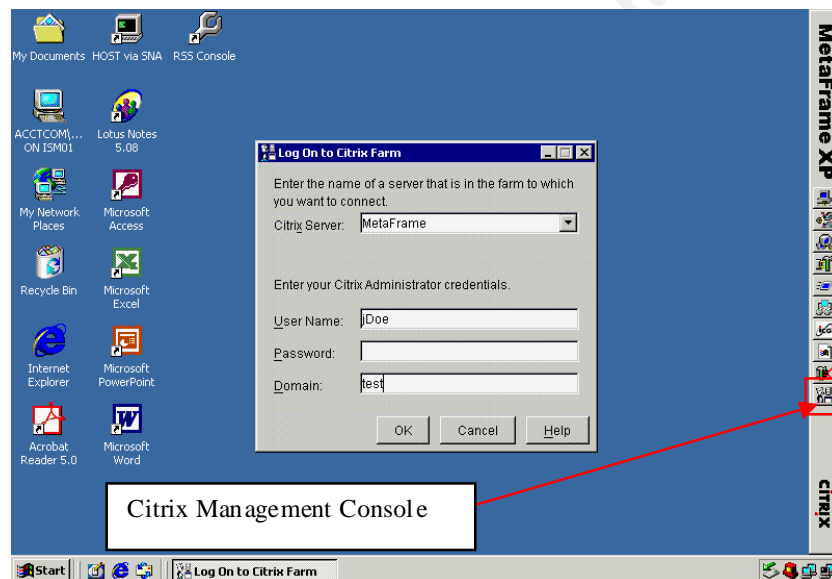 My Documents
HOST via SNA
RSS Console
ACCTCOM\...
ON ISM01
Lotus Notes
5.08
My Network
Places
Microsoft
Access
Recycle Bin
Microsoft
Excel
Internet
Explorer
Microsoft
PowerPoint
Acrobat
Reader 5.0
Microsoft
Word
Log On to Citrix Farm
Enter the name of a server that is in the farm to which
you want to connect.
Citrix Server:
MetaFrame
Enter your Citrix Administrator credentials.
User Name:
jDoe
Password:
Domain:
test
OK
Cancel
Help
MetaFrame XP
CITRIX
Citrix Management Console
Start
Log On to Citrix Farm